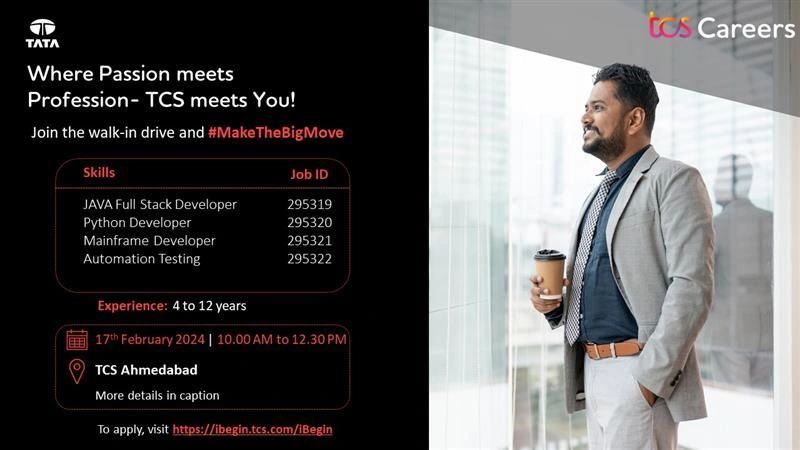 TATA
tcs Careers
Where Passion meets
Profession- TCS meets You!
Join the walk-in drive and #MakeTheBigMove
Skills Job ID
JAVA Full Stack Developer 295319
Python Developer 295320
Mainframe Developer 295321
Automation Testing 295322
Experience: 4 to 12 years
17th February 2024 | 10.00 AM to 12.30 PM
TCS Ahmedabad
More details in caption
To apply, visit https://ibegin.tcs.com/iBegin